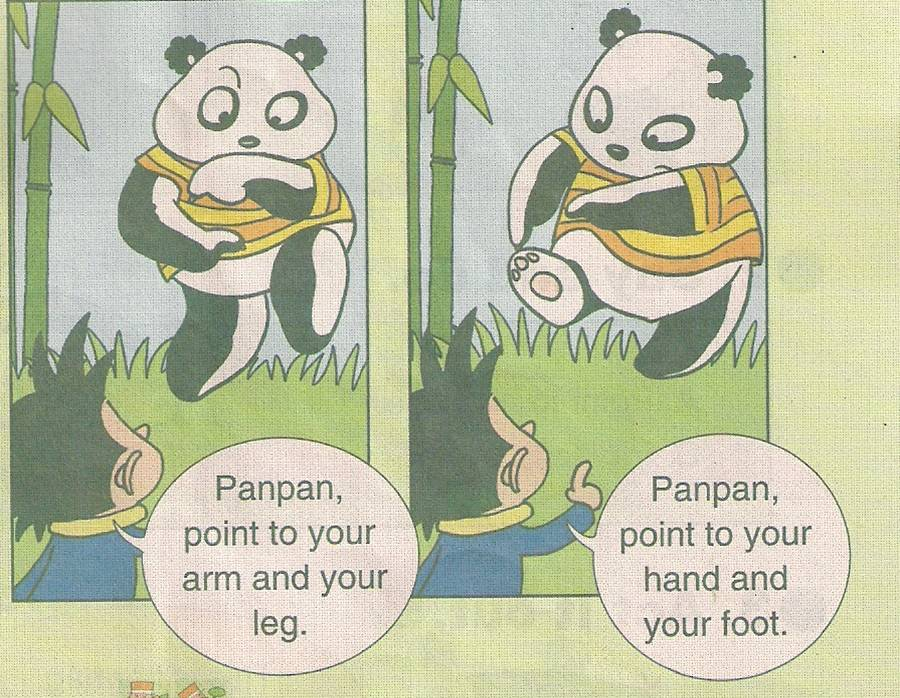 Panpan,
point to your
arm and your
leg.
Panpan,
point to your
hand and
your foot.